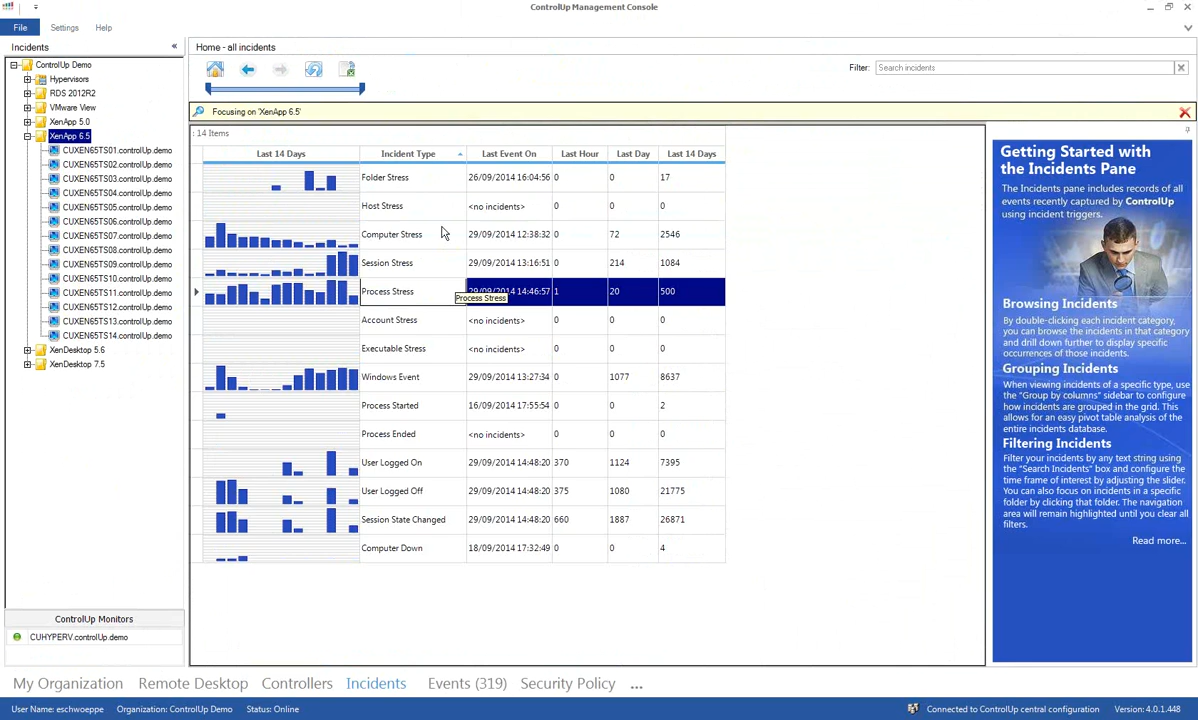 ControlUp Management Console
File Settings Help
Incidents «
ControlUp Demo
Hypervisors
RDS 2012R2
VMware View
XenApp 5.0
XenApp 6.5
CUXEN65TS01.controlUp.demo
CUXEN65TS02.controlUp.demo
CUXEN65TS03.controlUp.demo
CUXEN65TS04.controlUp.demo
CUXEN65TS05.controlUp.demo
CUXEN65TS06.controlUp.demo
CUXEN65TS07.controlUp.demo
CUXEN65TS08.controlUp.demo
CUXEN65TS09.controlUp.demo
CUXEN65TS10.controlUp.demo
CUXEN65TS11.controlUp.demo
CUXEN65TS12.controlUp.demo
CUXEN65TS13.controlUp.demo
CUXEN65TS14.controlUp.demo
XenDesktop 5.6
XenDesktop 7.5
ControlUp Monitors
CUHYPERV.controlUp.demo
Home - all incidents
Filter: Search incidents
Focusing on 'XenApp 6.5'
: 14 Items
Last 14 Days Incident Type Last Event On Last Hour Last Day Last 14 Days
Folder Stress 26/09/2014 16:04:56 0 0 17
Host Stress <no incidents> 0 0 0
Computer Stress 29/09/2014 12:38:32 0 72 2546
Session Stress 29/09/2014 13:16:51 0 214 1084
Process Stress 29/09/2014 14:46:57 1 20 500
Process Stress
Account Stress <no incidents> 0 0 0
Executable Stress <no incidents> 0 0 0
Windows Event 29/09/2014 13:27:34 0 1077 8637
Process Started 16/09/2014 17:55:54 0 0 2
Process Ended <no incidents> 0 0 0
User Logged On 29/09/2014 14:48:20 370 1124 7395
User Logged Off 29/09/2014 14:48:20 375 1080 21775
Session State Changed 29/09/2014 14:48:20 660 1887 26871
Computer Down 18/09/2014 17:32:49 0 0 4
Getting Started with
the Incidents Pane
The Incidents pane includes records of all
events recently captured by ControlUp
using incident triggers.
Browsing Incidents
By double-clicking each incident category,
you can browse the incidents in that category
and drill down further to display specific
occurrences of those incidents.
Grouping Incidents
When viewing incidents of a specific type, use
the "Group by columns" sidebar to configure
how incidents are grouped in the grid. This
allows for an easy pivot table analysis of the
entire incidents database.
Filtering Incidents
Filter your incidents by any text string using
the "Search Incidents" box and configure the
time frame of interest by adjusting the slider.
You can also focus on incidents in a specific
folder by clicking that folder. The navigation
area will remain highlighted until you clear all
filters.
Read more...
My Organization Remote Desktop Controllers Incidents Events (319) Security Policy ...
User Name: eschwoeppe Organization: ControlUp Demo Status: Online Connected to ControlUp central configuration Version: 4.0.1.448